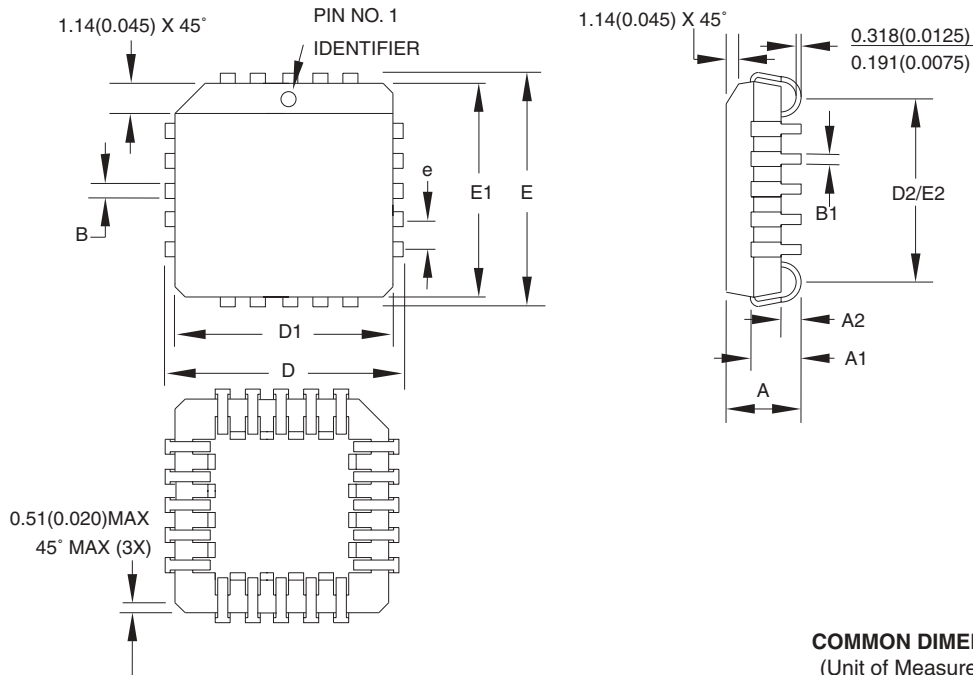 1.14(0.045) X 45˚
PIN NO. 1
IDENTIFIER
1.14(0.045) X 45˚
0.318(0.0125)
0.191(0.0075)
e
E1
E
B
B1
D2/E2
D1
D
A2
A1
A
0.51(0.020)MAX
45˚ MAX (3X)
COMMON DIME
(Unit of Measure